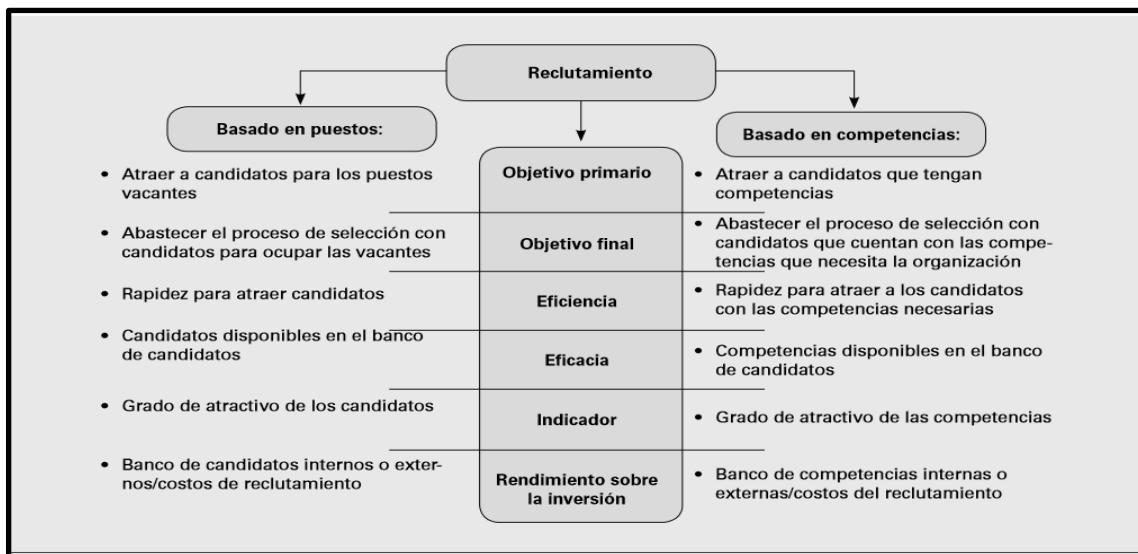 Reclutamiento
Basado en puestos:
Basado en competencias:
• Atraer a candidatos para los puestos
vacantes
Objetivo primario
• Atraer a candidatos que tengan
competencias
• Abastecer el proceso de selección con
candidatos para ocupar las vacantes
Objetivo final
• Abastecer el proceso de selección con
candidatos que cuentan con las compe-
tencias que necesita la organización
• Rapidez para atraer candidatos
Eficiencia
• Rapidez para atraer a los candidatos
con las competencias necesarias
• Candidatos disponibles en el banco
de candidatos
Eficacia
• Competencias disponibles en el banco
de candidatos
• Grado de atractivo de los candidatos
Indicador
• Grado de atractivo de las competencias
• Banco de candidatos internos o exter-
nos/costos de reclutamiento
Rendimiento sobre
la inversión
• Banco de competencias internas o
externas/costos del reclutamiento